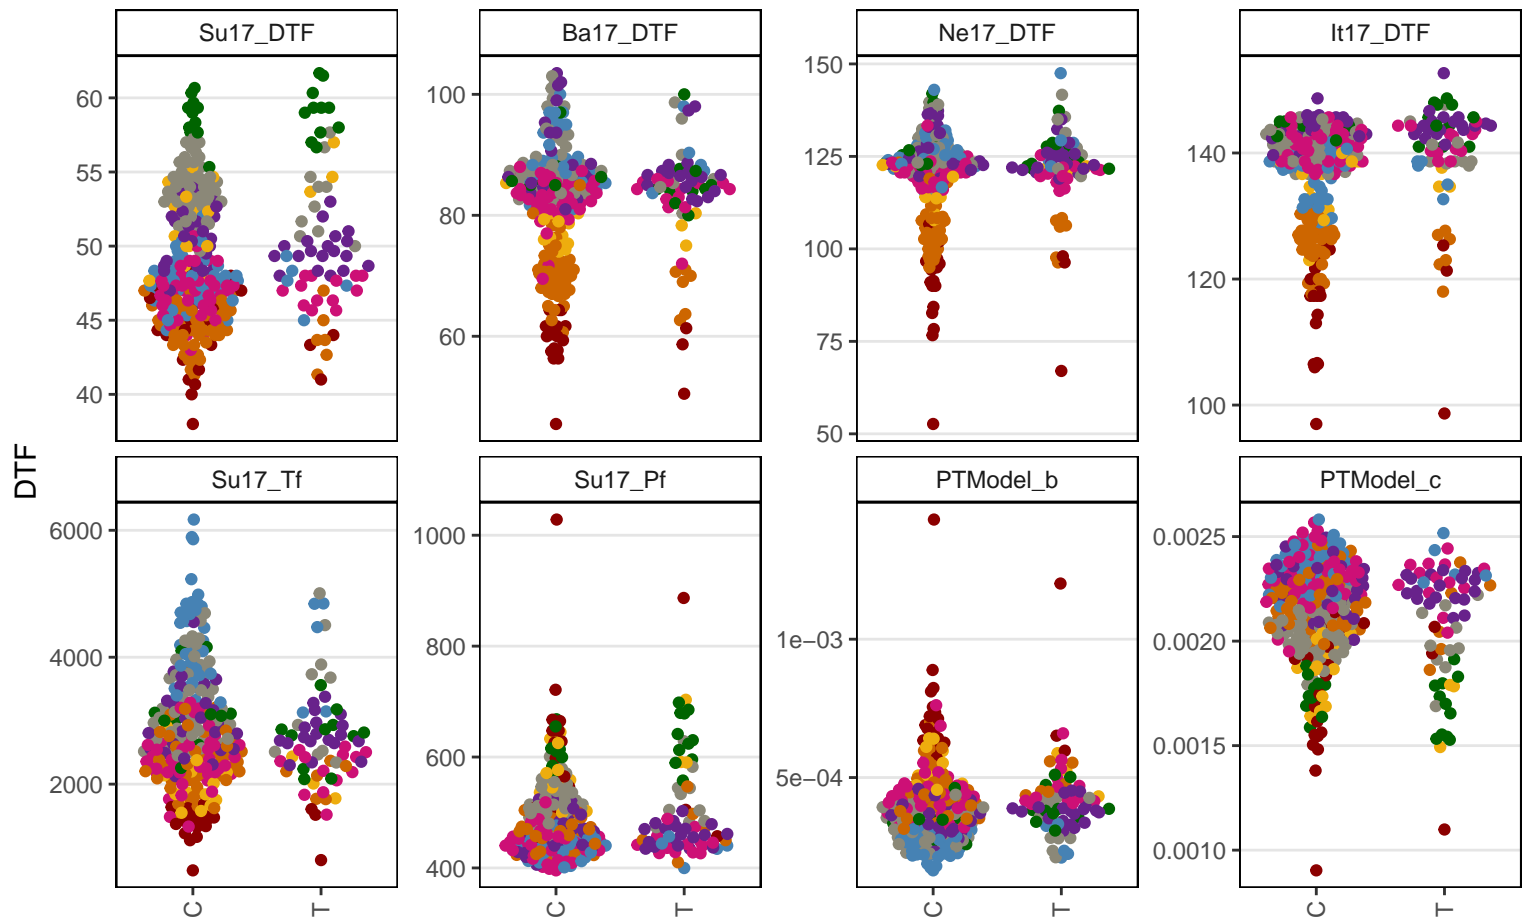 Su17_DTF
Ba17_DTF
Ne17_DTF
It17_DTF
60
55
50
45
40
100
80
60
150
125
100
75
50
140
120
100
DTF
Su17_Tf
Su17_Pf
PTModel_b
PTModel_c
6000
4000
2000
1000
800
600
400
1e−03
5e−04
0.0025
0.0020
0.0015
0.0010
C
T
C
T
C
T
C
T